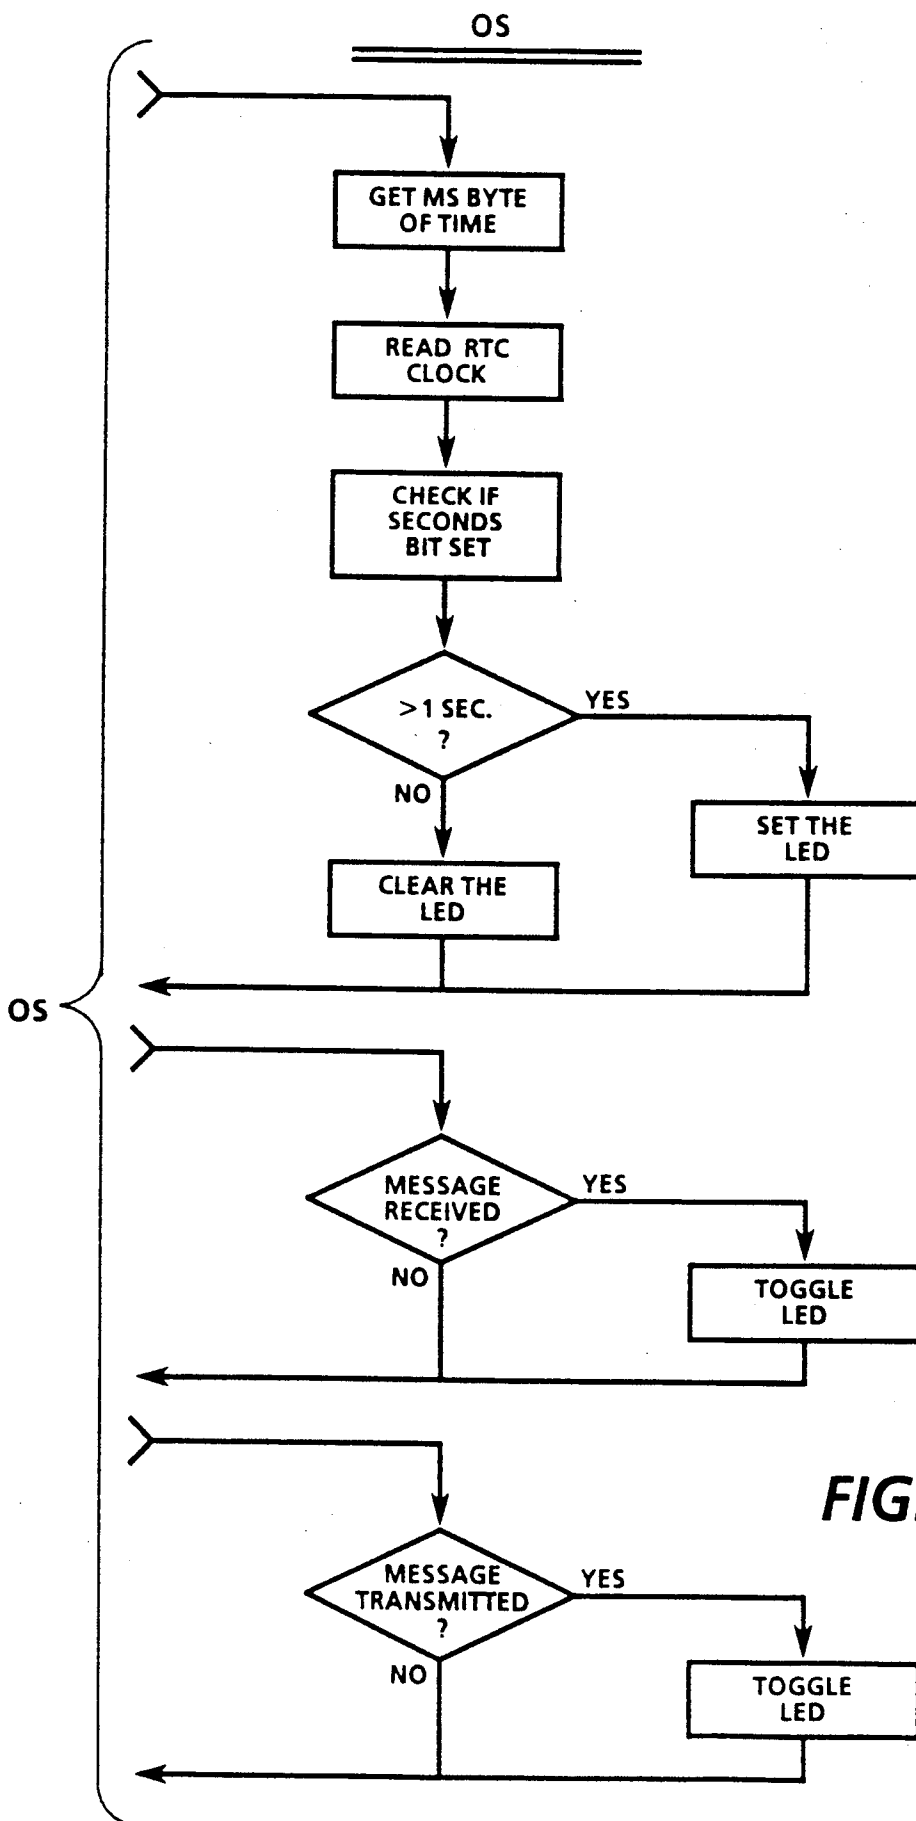 OS
GET MS BYTE
OF TIME
READ RTC
CLOCK
CHECK IF
SECONDS
BIT SET
>1 SEC.
?
YES
NO
SET THE
LED
CLEAR THE
LED
OS
MESSAGE
RECEIVED
?
YES
NO
TOGGLE
LED
FIG.
MESSAGE
TRANSMITTED
?
YES
NO
TOGGLE
LED